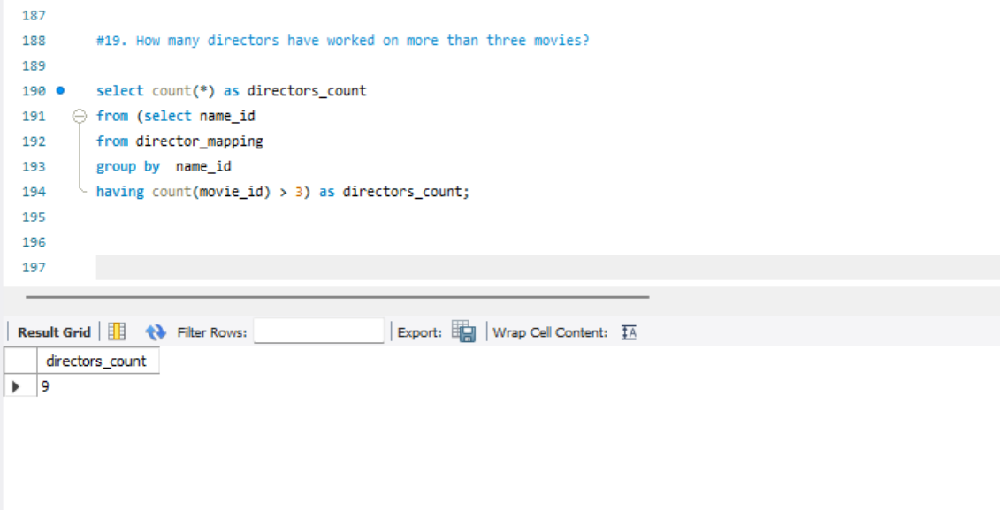 187
188 #19. How many directors have worked on more than three movies?
189
190 select count(*) as directors_count
191 from (select name_id
192 from director_mapping
193 group by  name_id
194 having count(movie_id) > 3) as directors_count;
195
196
197
Result Grid Filter Rows: Export: Wrap Cell Content: IA
directors_count
9